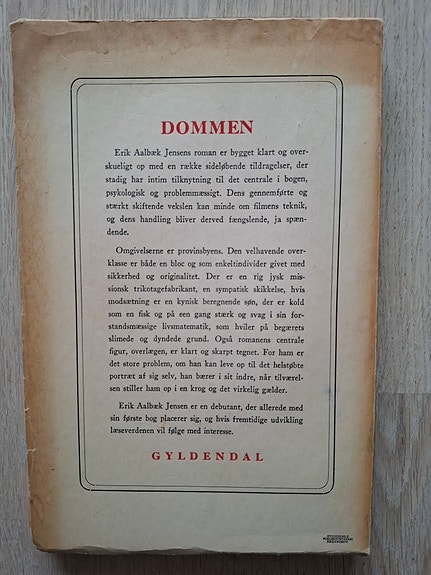 DOMMEN
Erik Aalbæk Jensens roman er bygget klart og over-
skueligt op med en række sideløbende tildragelser, der
stadig har intim tilknytning til det centrale i bogen,
psykologisk og problemmæssigt. Dens gennemførte og
stærkt skiftende vekslen kan minde om filmens teknik,
og dens handling bliver derved fængslende, ja spæn-
dende.
Omgivelserne er provinsbyens. Den velhavende over-
klasse er både en bloc og som enkeltindivider givet med
sikkerhed og originalitet. Der er en rig jysk mis-
sionsk trikotagefabrikant, en sympatisk skikkelse, hvis
modsætning er en kynisk beregnende søn, der er kold
som en fisk og på en gang stærk og svag i sin for-
standsmæssige livsmatematik, som hviler på begærets
slimede og dyndede grund. Også romanens centrale
figur, overlægen, er klart og skarpt tegnet. For ham er
det store problem, om han kan leve op til det helstøbte
portræt af sig selv, han bærer i sit indre, når tilværel-
sen stiller ham op i en krog og det virkelig gælder.
Erik Aalbæk Jensen er en debutant, der allerede med
sin første bog placerer sig, og hvis fremtidige udvikling
læseverdenen vil følge med interesse.
GYLDENDAL